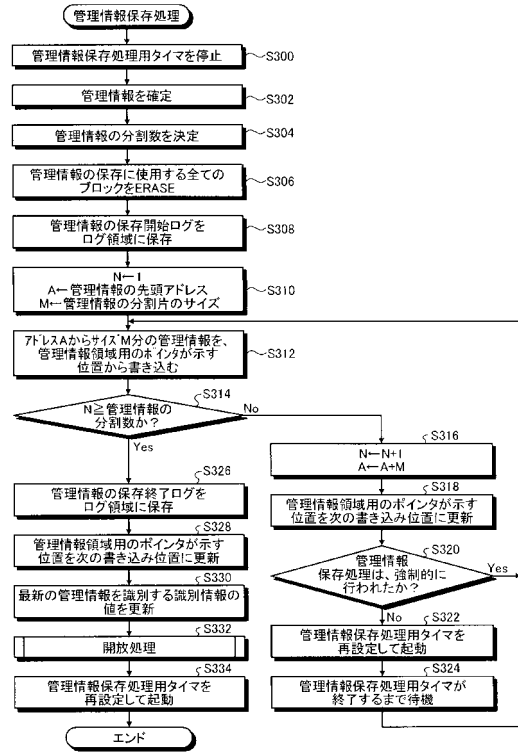 管理情報保存処理
管理情報保存処理用タイマを停止
S300
管理情報を確定
S302
管理情報の分割数を決定
S304
管理情報の保存に使用する全ての
ブロックをERASE
S306
管理情報の保存開始ログを
ログ領域に保存
S308
N←1
A←管理情報の先頭アドレス
M←管理情報の分割片のサイズ
S310
アドレスAからサイズM分の管理情報を、
管理情報領域用のポインタが示す
位置から書き込む
S312
S314
N≧管理情報の
分割数か?
No
Yes
S316
N←N+1
A←A+M
S318
管理情報領域用のポインタが示す
位置を次の書き込み位置に更新
S320
管理情報
保存処理は、強制的に
行われたか?
Yes
No
S322
管理情報保存処理用タイマを
再設定して起動
S324
管理情報保存処理用タイマが
終了するまで待機
S326
管理情報の保存終了ログを
ログ領域に保存
S328
管理情報領域用のポインタが示す
位置を次の書き込み位置に更新
S330
最新の管理情報を識別する識別情報の
値を更新
S332
開放処理
S334
管理情報保存処理用タイマを
再設定して起動
エンド